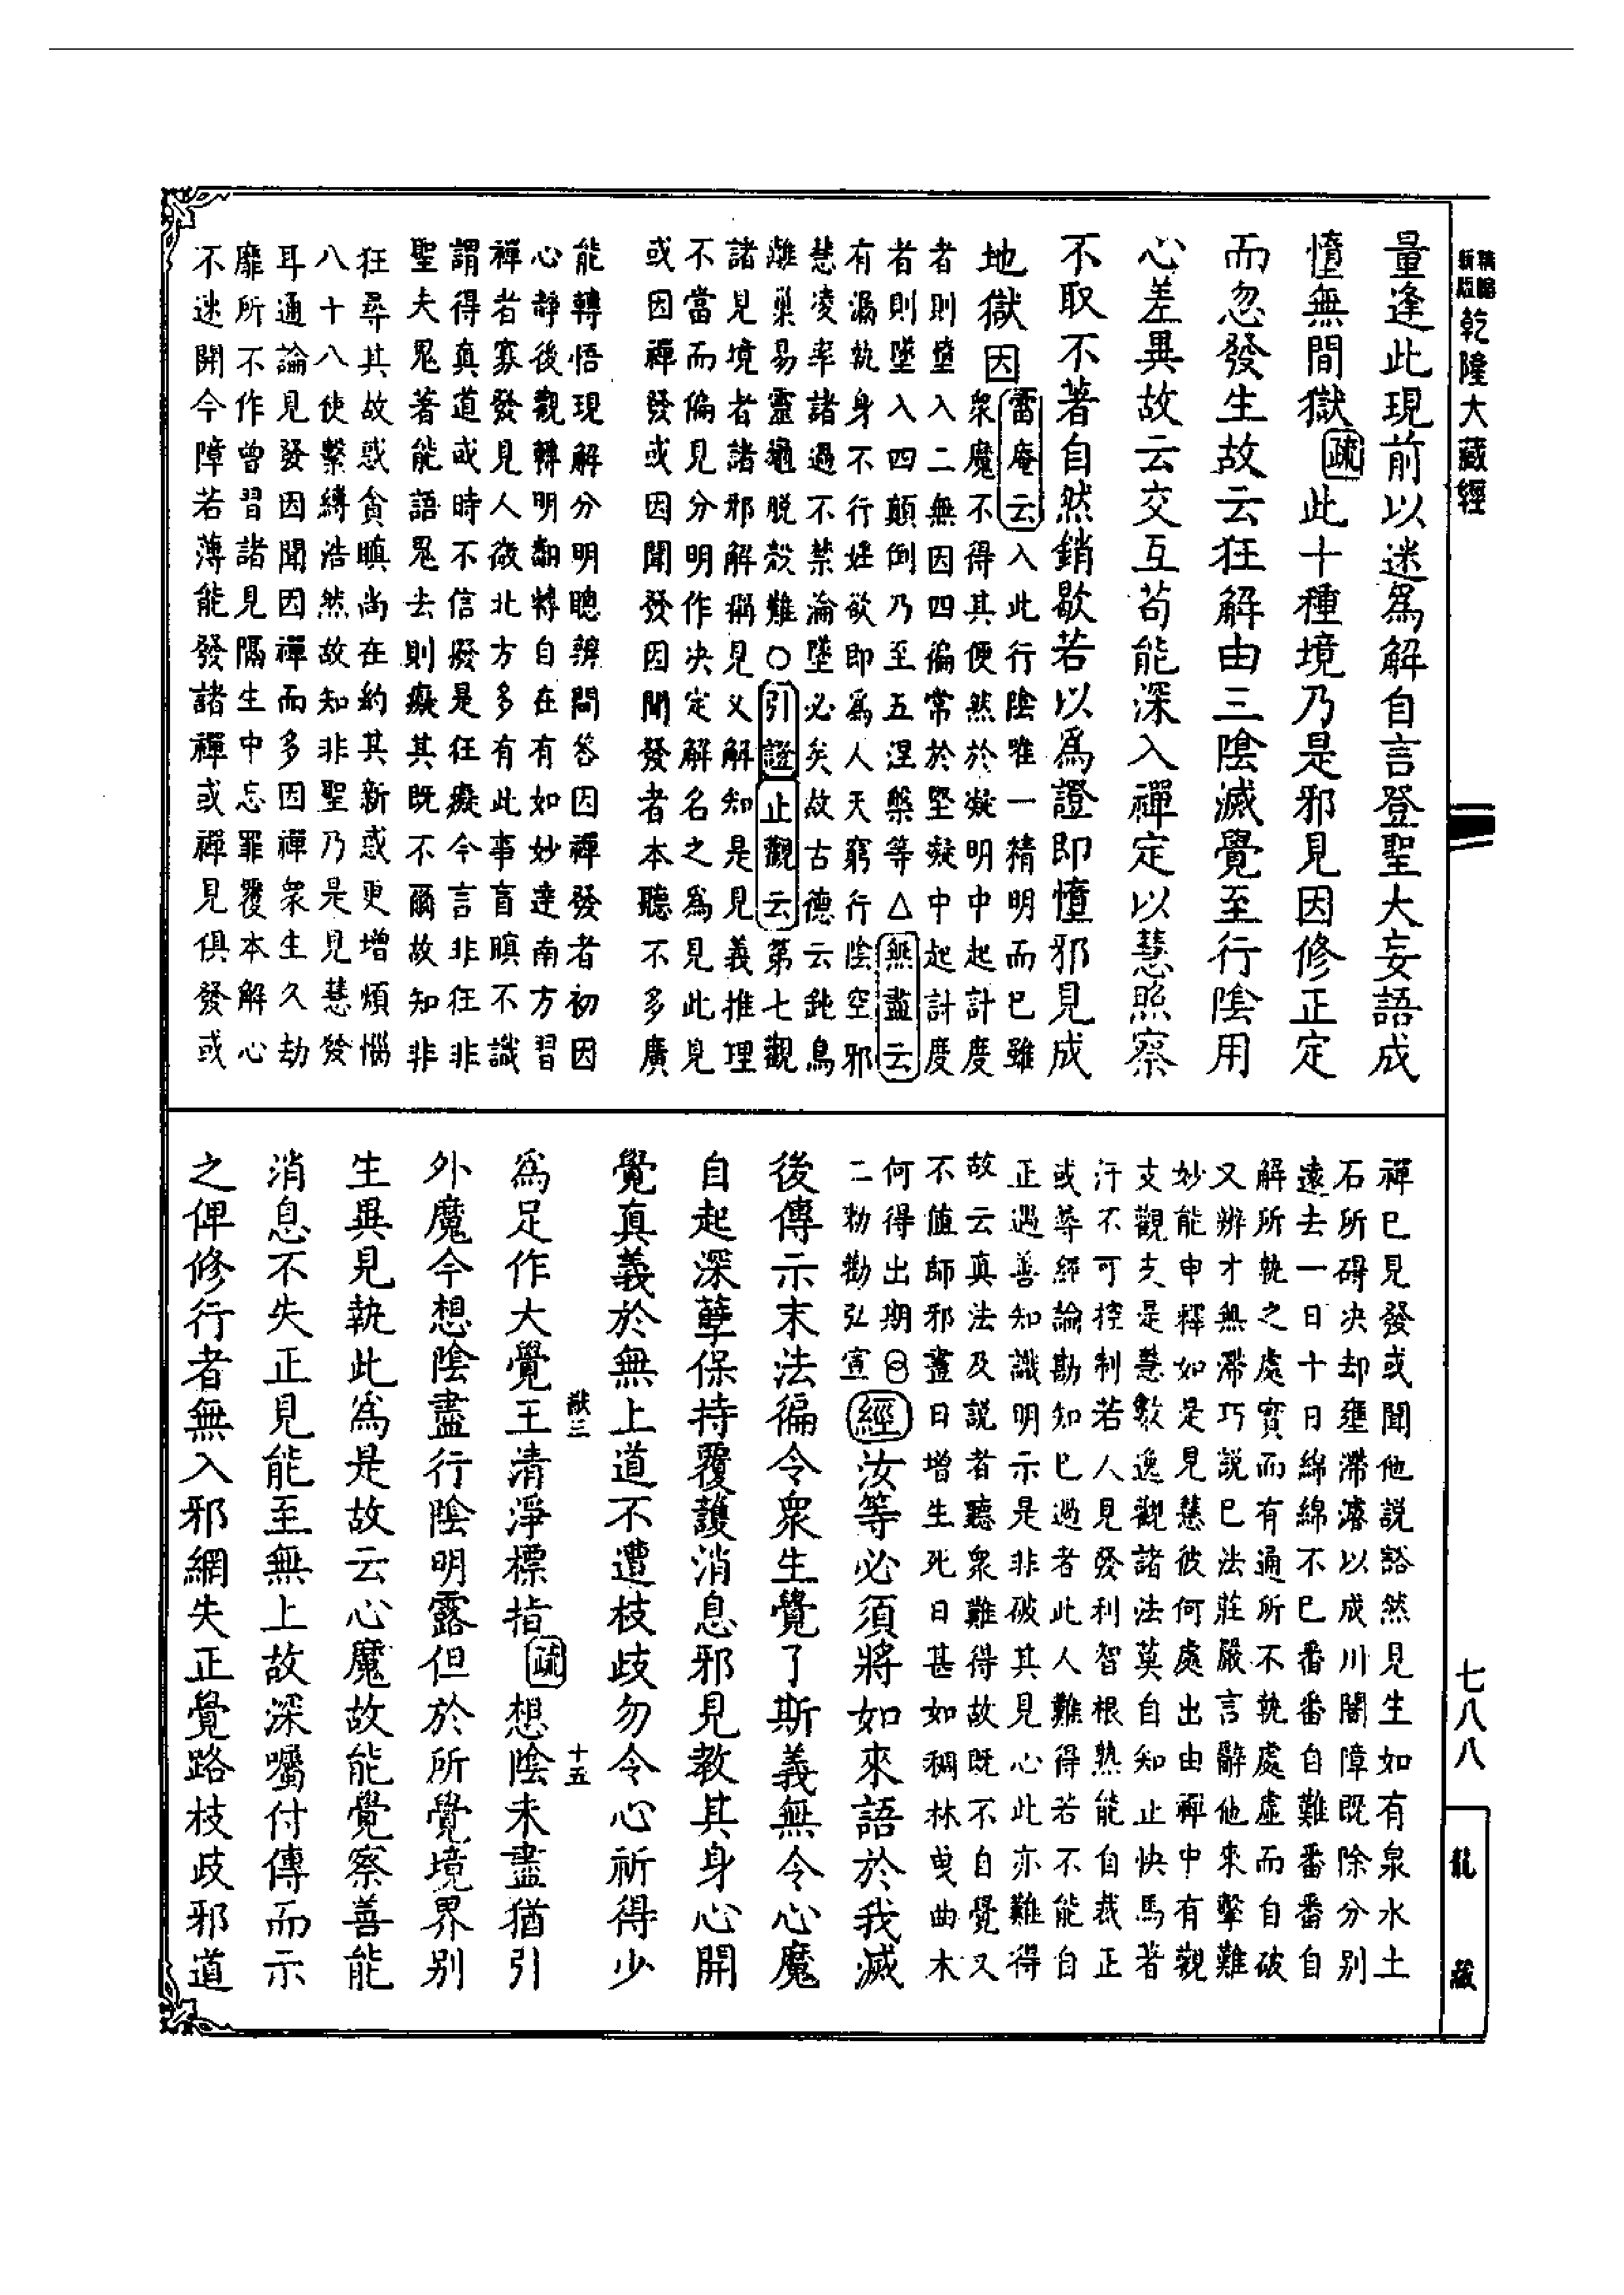 乾隆大藏經
量逢此現前以迷爲解自言登聖大妄語成
墮無間獄疏此十種境乃是邪見因修正定
而忽發生故云狂解由三陰滅覺至行陰用
心差異故云交互苟能深入禪定以慧照察
不取不著自然銷歇若以爲證即墮邪見成
地獄因
雷庵云入此行陰唯一精明而已雖
衆魔不得其便然於凝明中起計度
者則墮入二無因四徧常於堅凝中起計度
者則墜入四顛倒乃至五涅槃等△無盡云
有漏執身不行婬欲即爲人天窮行陰空邪
慧凌率諸過不禁淪墜必矣故古德云鈍鳥
離巢易靈龜脫殼難○引證止觀云第七觀
諸見境者諸邪解稱見又解知是見義推理
不當而偏見分明作決定解名之爲見此見
或因禪發或因聞發因聞發者本聽不多廣
能轉悟現解分明聰辯問答因禪發者初因
心靜後觀轉明翻轉自在有如妙達南方習
禪者寡發見人微北方多有此事盲瞑不識
謂得真道或時不信癡是狂癡今言非狂非
聖夫鬼著能語鬼去則癡其既不爾故知非
狂尋其故惑貪瞋尚在約其新惑更增煩惱
八十八使繫縛浩然故知非聖乃是見慧發
耳通論見發因聞因禪而多因禪衆生久劫
靡所不作曾習諸見隔生中忘罪覆本解心
不迷開今障若薄能發諸禪或禪見俱發或
禪已見發或聞他説豁然見生如有泉水土
石所碍決却壅滯濬以成川闇障既除分別
遠去一日十日綿綿不已番番自難番番自
解所執之處實而有通所不執處虛而自破
又辨才無滯巧説已法莊嚴言辭他來擊難
妙能申釋如是見慧彼何處出由禪中有觀
支觀支是慧數逸觀諸法莫自知止快馬著
汗不可控制若人見發利智根熟能自裁正
或尋經論勘知已過者此人難得若不能自
正遇善知識明示是非破其見心此亦難得
故云真法及説者聽衆難得故既不自覺又
不値師邪畫日增生死日甚如稠林曳曲木
何得出期
二勑勸弘宣
經汝等必須將如來語於我滅
後傳示末法徧令衆生覺了斯義無令心魔
自起深孽保持覆護消息邪見教其身心開
覺真義於無上道不遭枝歧勿令心祈得少
爲足作大覺王清淨標指疏想陰未盡猶引
猷三
十五
外魔今想陰盡行陰明露但於所覺境界別
生異見執此爲是故云心魔故能覺察善能
消息不失正見能至無上故深囑付傳而示
之俾修行者無入邪網失正覺路枝歧邪道
七八八
龍藏